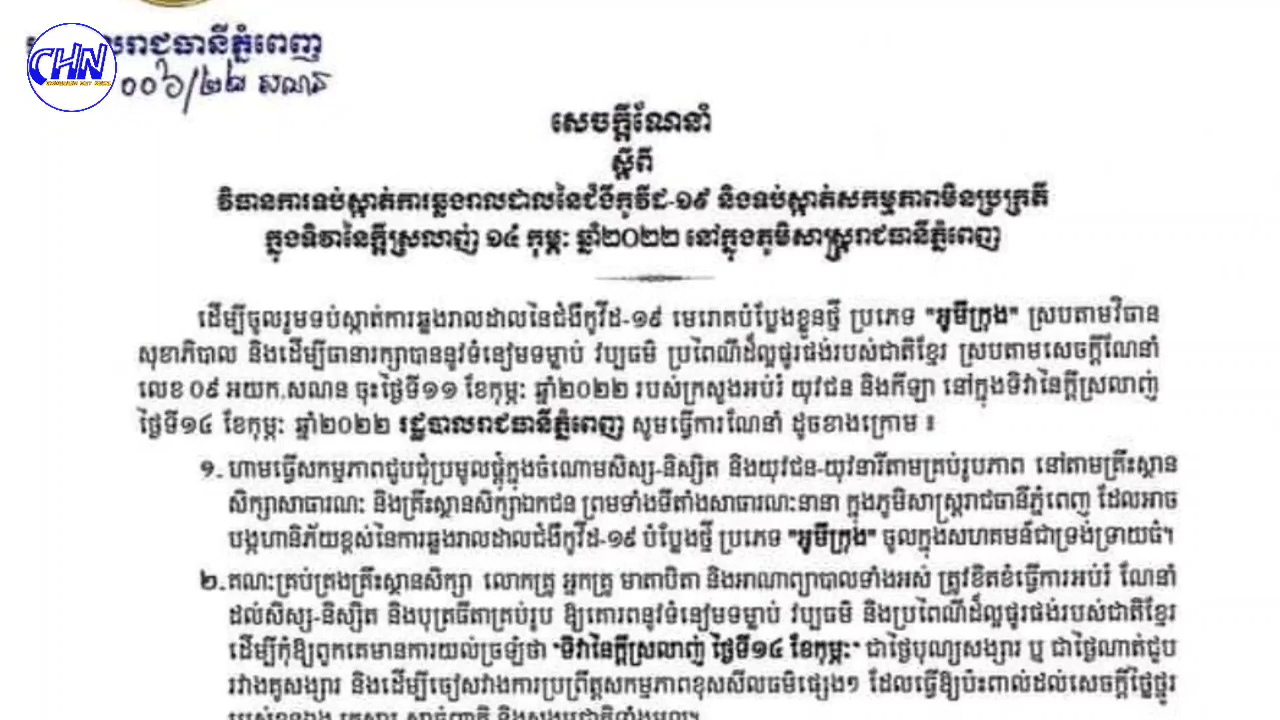 CHN
រាជធានីភ្នំពេញ
០០៦/២២ សណន
សេចក្តីណែនាំ
ស្តីពី
វិធានការទប់ស្កាត់ការឆ្លងរាលដាលនៃជំងឺកូវីដ-១៩ និងទប់ស្កាត់សកម្មភាពមិនប្រក្រតី
ក្នុងទិវានៃក្តីស្រលាញ់ ១៤ កុម្ភៈ ឆ្នាំ២០២២ នៅក្នុងភូមិសាស្ត្ររាជធានីភ្នំពេញ
ដើម្បីចូលរួមទប់ស្កាត់ការឆ្លងរាលដាលនៃជំងឺកូវីដ-១៩ មេរោគបំប្លែងខ្លួនថ្មី ប្រភេទ "អូមីក្រុង" ស្របតាមវិធាន
សុខាភិបាល និងដើម្បីធានារក្សាបាននូវទំនៀមទម្លាប់ វប្បធម៌ ប្រពៃណីដ៏ល្អផូរផង់របស់ជាតិខ្មែរ ស្របតាមសេចក្តីណែនាំ
លេខ ០៩ អយក.សណន ចុះថ្ងៃទី១១ ខែកុម្ភៈ ឆ្នាំ២០២២ របស់ក្រសួងអប់រំ យុវជន និងកីឡា នៅក្នុងទិវានៃក្តីស្រលាញ់
ថ្ងៃទី១៤ ខែកុម្ភៈ ឆ្នាំ២០២២ រដ្ឋបាលរាជធានីភ្នំពេញ សូមធ្វើការណែនាំ ដូចខាងក្រោម ៖
១. ហាមធ្វើសកម្មភាពជួបជុំប្រមូលផ្តុំក្នុងចំណោមសិស្ស-និស្សិត និងយុវជន-យុវនារីតាមគ្រប់រូបភាព នៅតាមគ្រឹះស្ថាន
សិក្សាសាធារណៈ និងគ្រឹះស្ថានសិក្សាឯកជន ព្រមទាំងទីតាំងសាធារណៈនានា ក្នុងភូមិសាស្ត្ររាជធានីភ្នំពេញ ដែលអាច
បង្កហានិភ័យខ្ពស់នៃការឆ្លងរាលដាលជំងឺកូវីដ-១៩ បំប្លែងថ្មី ប្រភេទ "អូមីក្រុង" ចូលក្នុងសហគមន៍ជាទ្រង់ទ្រាយធំ។
២. គណៈគ្រប់គ្រងគ្រឹះស្ថានសិក្សា លោកគ្រូ អ្នកគ្រូ មាតាបិតា និងអាណាព្យាបាលទាំងអស់ ត្រូវខិតខំធ្វើការអប់រំ ណែនាំ
ដល់សិស្ស-និស្សិត និងបុត្រធីតាគ្រប់រូប ឱ្យគោរពនូវទំនៀមទម្លាប់ វប្បធម៌ និងប្រពៃណីដ៏ល្អផូរផង់របស់ជាតិខ្មែរ
ដើម្បីកុំឱ្យពួកគេមានការយល់ច្រឡំថា "ទិវានៃក្តីស្រលាញ់ ថ្ងៃទី១៤ ខែកុម្ភៈ" ជាថ្ងៃបុណ្យសង្សារ ឬ ជាថ្ងៃណាត់ជួប
រវាងគូសង្សារ និងដើម្បីចៀសវាងការប្រព្រឹត្តសកម្មភាពខុសសីលធម៌ផ្សេងៗ ដែលធ្វើឱ្យប៉ះពាល់ដល់សេចក្តីថ្លៃថ្នូរ